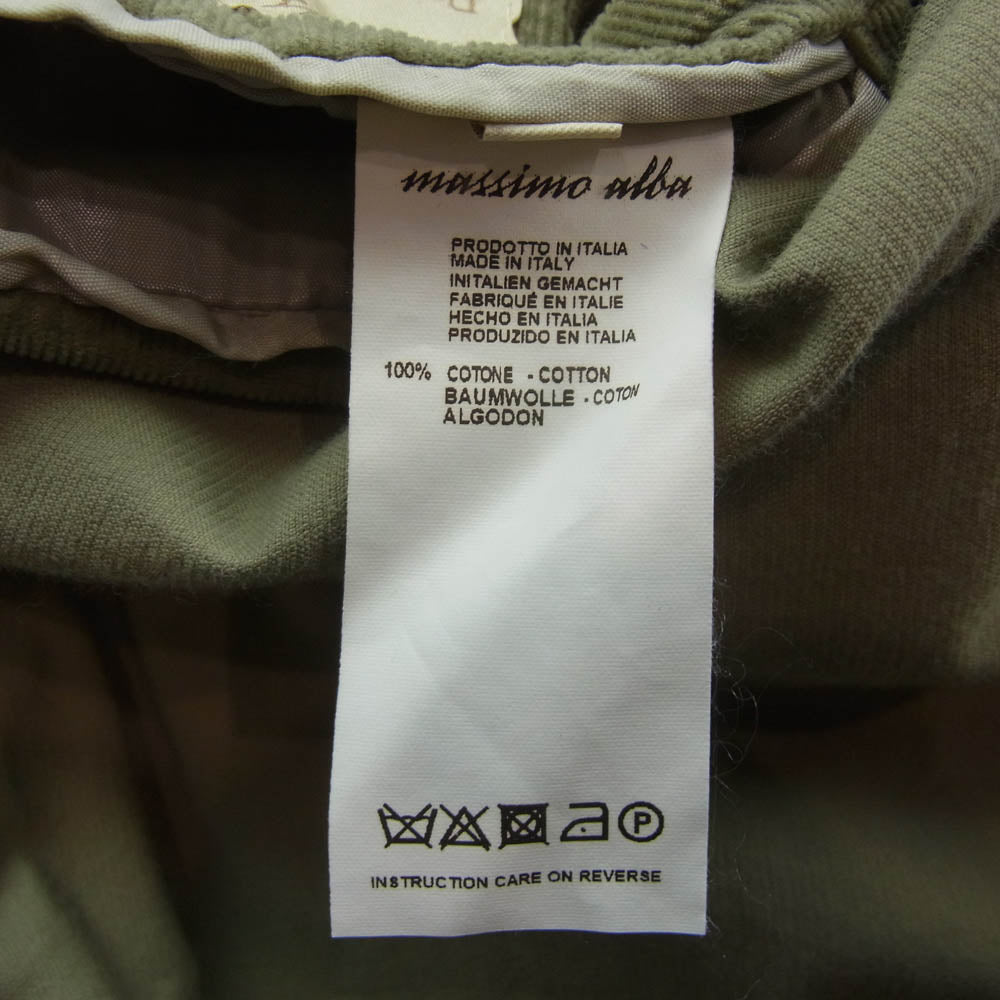 massimo alba
PRODOTTO IN ITALIA
MADE IN ITALY
INITALIEN GEMACHT
FABRIQUÉ EN ITALIE
HECHO EN ITALIA
PRODUZIDO EN ITALIA
100% COTONE - COTTON
BAUMWOLLE - COTON
ALGODON
P
INSTRUCTION CARE ON REVERSE